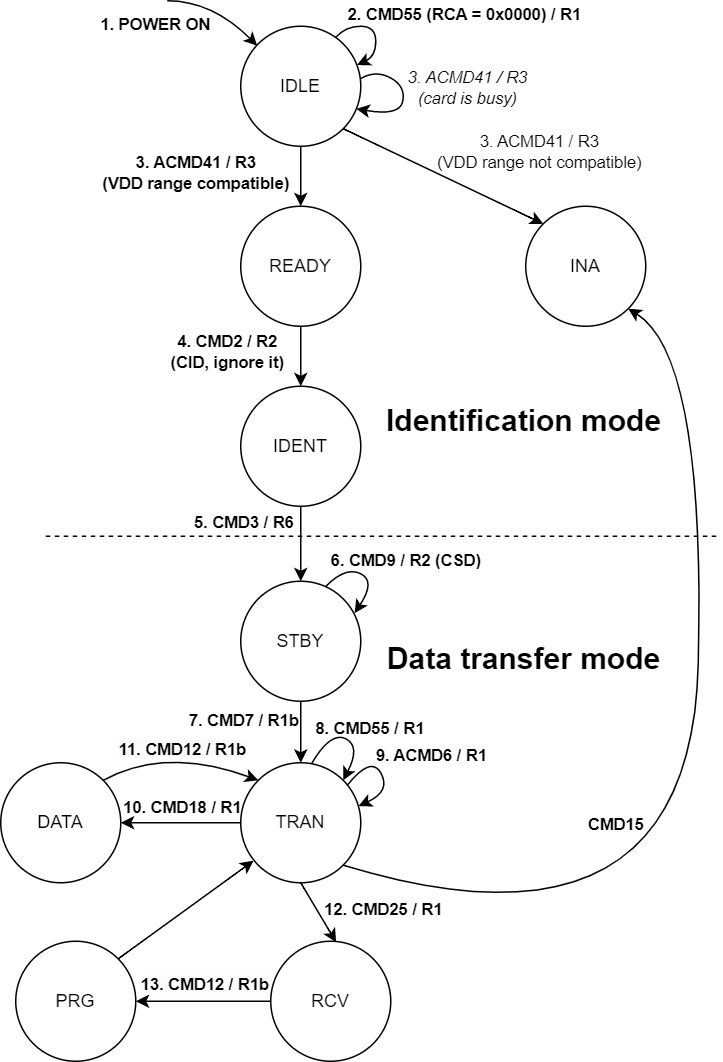 1. POWER ON
2. CMD55 (RCA = 0x0000) / R1
IDLE
3. ACMD41 / R3
(card is busy)
3. ACMD41 / R3
(VDD range compatible)
3. ACMD41 / R3
(VDD range not compatible)
READY
INA
4. CMD2 / R2
(CID, ignore it)
IDENT
Identification mode
5. CMD3 / R6
6. CMD9 / R2 (CSD)
STBY
Data transfer mode
7. CMD7 / R1b
8. CMD55 / R1
9. ACMD6 / R1
11. CMD12 / R1b
10. CMD18 / R1
DATA
TRAN
CMD15
12. CMD25 / R1
13. CMD12 / R1b
PRG
RCV